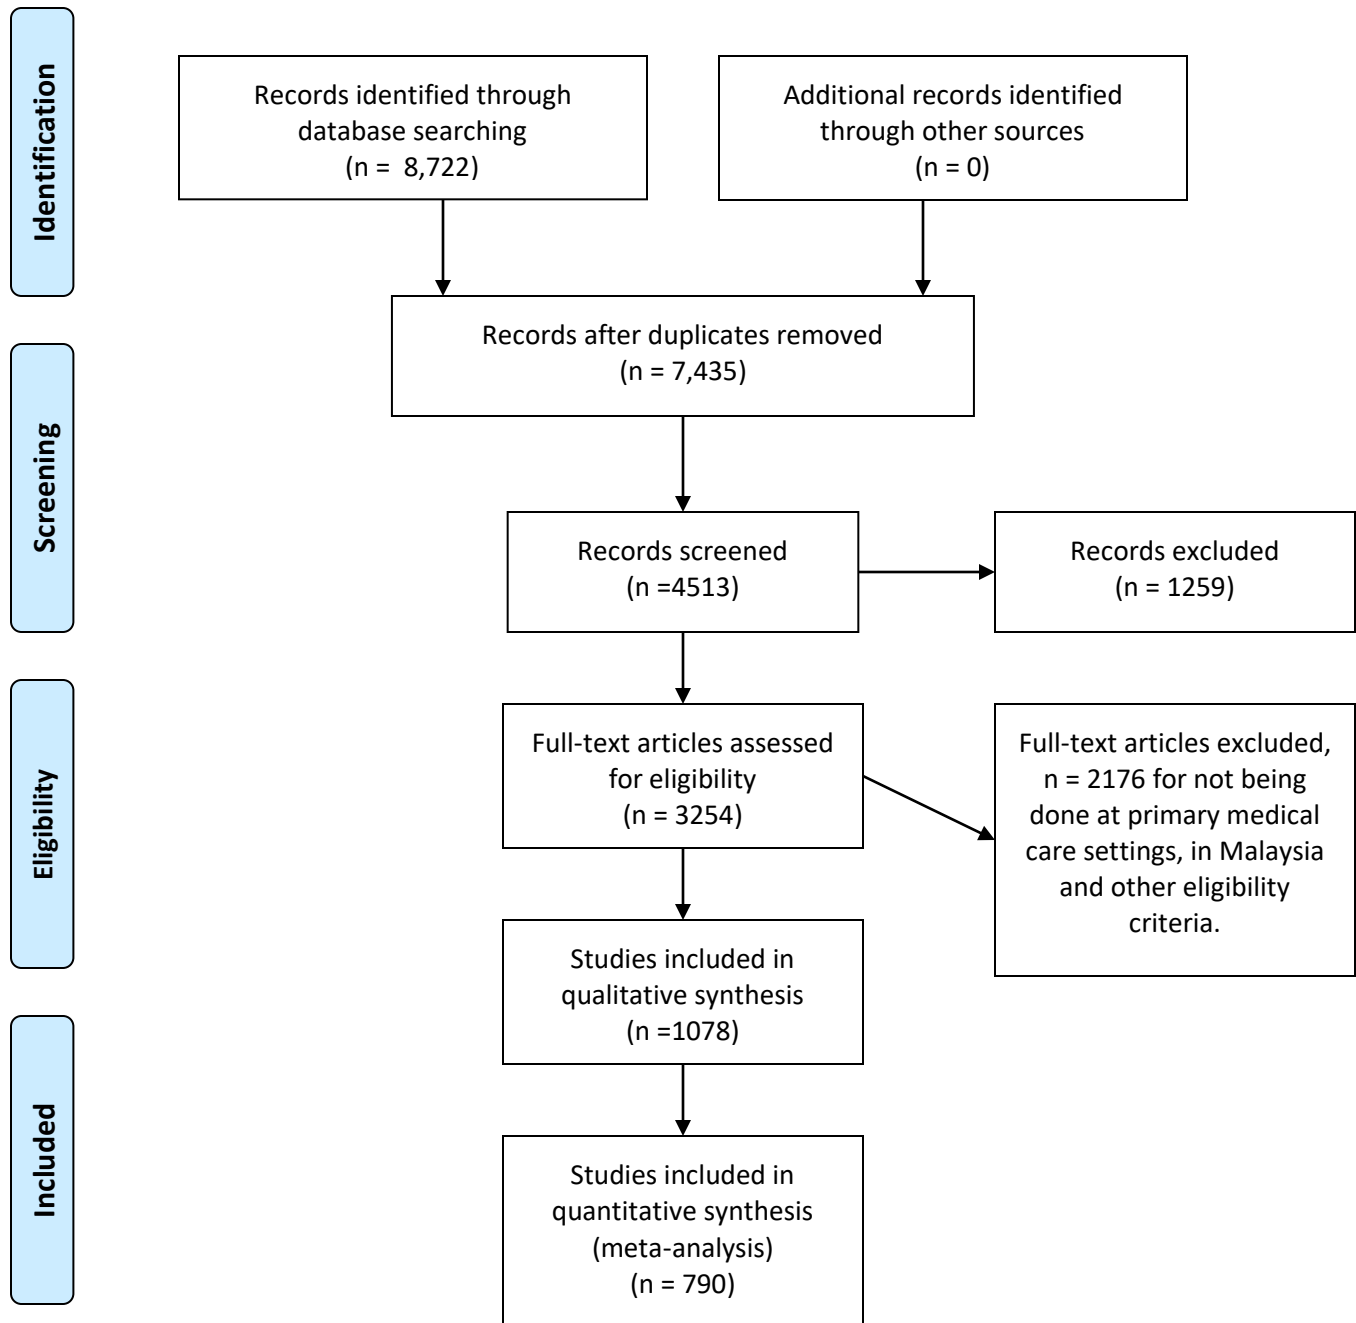 Identification
Records identified through
database searching
(n = 8,722)
Additional records identified
through other sources
(n = 0)
Records after duplicates removed
(n = 7,435)
Screening
Records screened
(n =4513)
Records excluded
(n = 1259)
Eligibility
Full-text articles assessed
for eligibility
(n = 3254)
Full-text articles excluded,
n = 2176 for not being
done at primary medical
care settings, in Malaysia
and other eligibility
criteria.
Studies included in
qualitative synthesis
(n =1078)
Included
Studies included in
quantitative synthesis
(meta-analysis)
(n = 790)